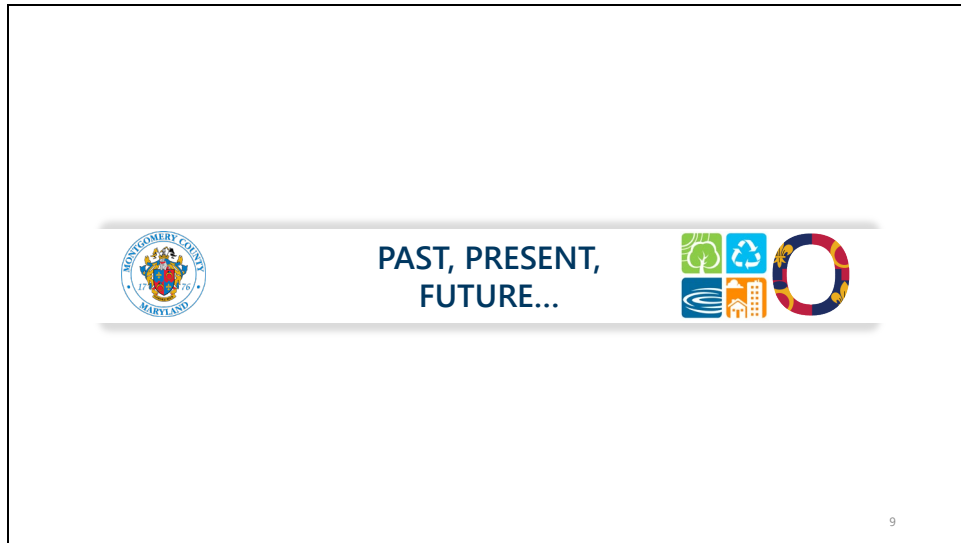 MONTGOMERY COUNTY
17 76
MARYLAND
PAST, PRESENT,
FUTURE...
O
9